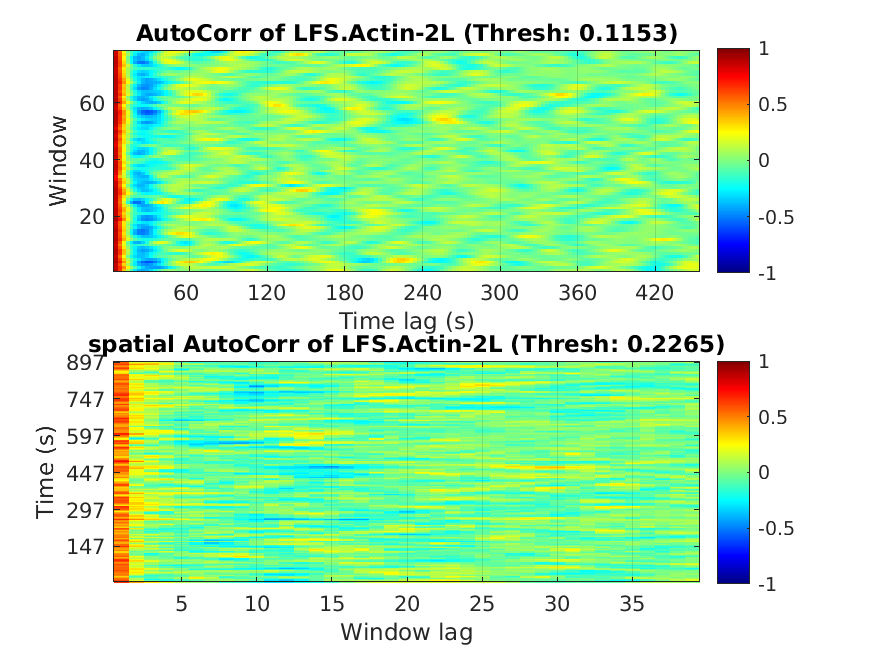 AutoCorr of LFS.Actin-2L (Thresh: 0.1153)
Window
60
40
20
60 120 180 240 300 360 420
Time lag (s)
1
0.5
0
-0.5
-1
spatial AutoCorr of LFS.Actin-2L (Thresh: 0.2265)
Time (s)
897
747
597
447
297
147
5 10 15 20 25 30 35
Window lag
1
0.5
0
-0.5
-1